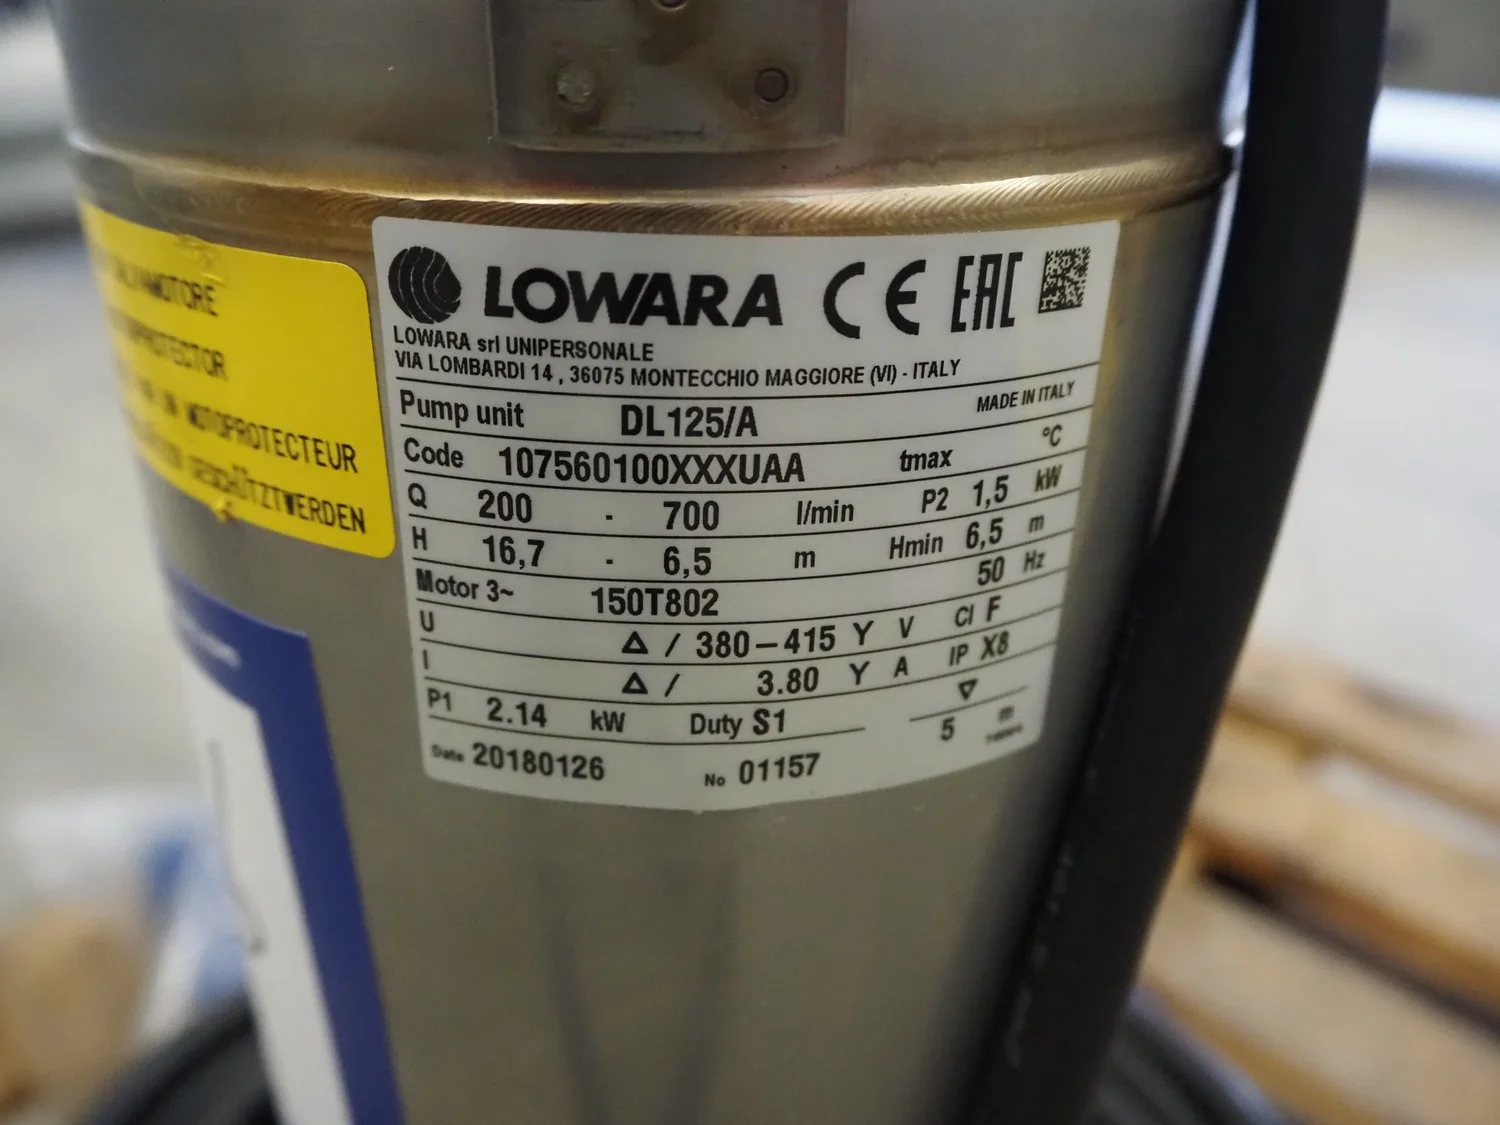 LOWARA CE EAC
LOWARA srl UNIPERSONALE
VIA LOMBARDI 14 , 36075 MONTECCHIO MAGGIORE (VI) - ITALY
Pump unit DL125/A MADE IN ITALY
Code 107560100XXXUAA tmax °C
Q 200 - 700 l/min P2 1,5 kW
H 16,7 - 6,5 m Hmin 6,5 m
Motor 3~ 150T802 50 Hz
U Δ / 380-415 Y V Cl F
I Δ / 3.80 Y A IP X8
P1 2.14 kW Duty S1 ▽ 5 m
Date 20180126 No 01157
MOTOPROTECTEUR
GESCHÜTZTWERDEN